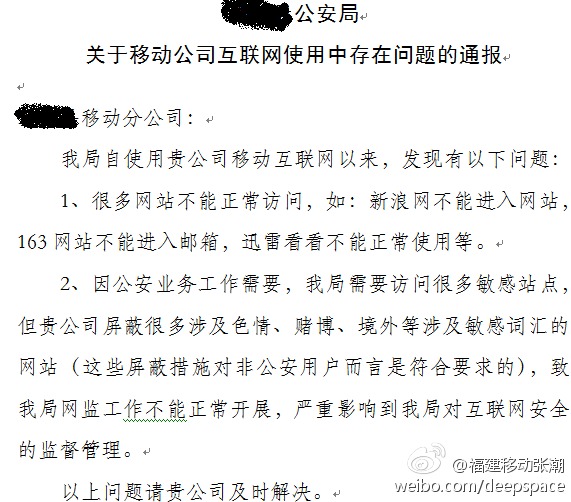 公安局
关于移动公司互联网使用中存在问题的通报
移动分公司：
我局自使用贵公司移动互联网以来，发现有以下问题：
1、很多网站不能正常访问，如：新浪网不能进入网站，
163 网站不能进入邮箱，迅雷看看不能正常使用等。
2、因公安业务工作需要，我局需要访问很多敏感站点，
但贵公司屏蔽很多涉及色情、赌博、境外等涉及敏感词汇的
网站（这些屏蔽措施对非公安用户而言是符合要求的），致
我局网监工作不能正常开展，严重影响到我局对互联网安全
的监督管理。
以上问题请贵公司及时解决。
@福建移动张潮
weibo.com/deepspace